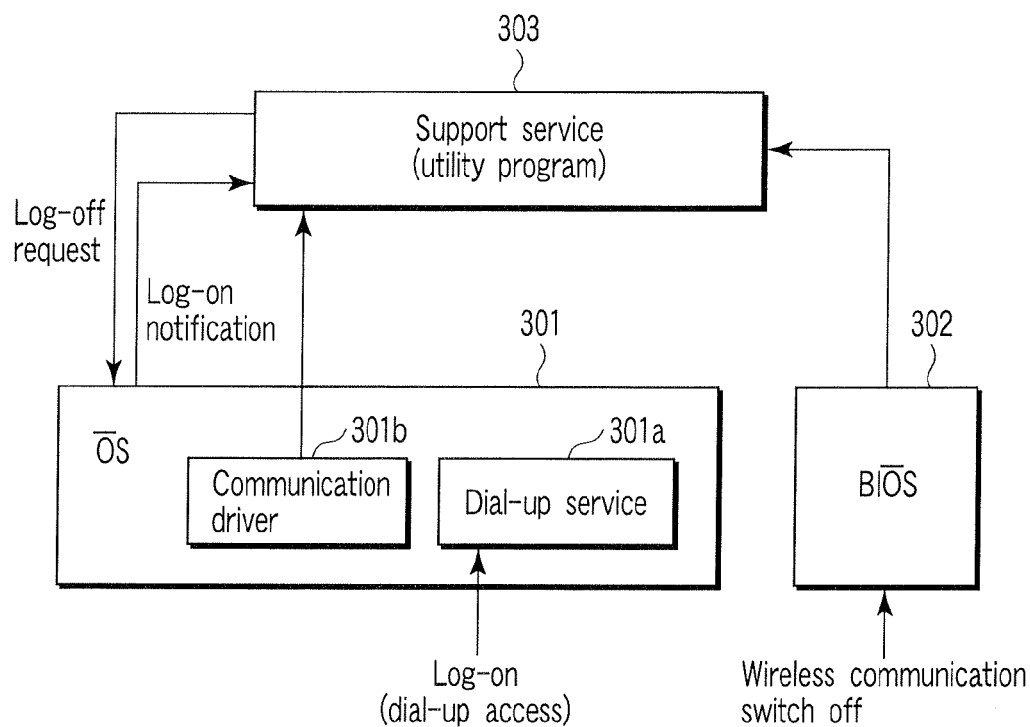 303
Support service
(utility program)
Log-off
request
Log-on
notification
301
302
OS
301b
301a
Communication
driver
Dial-up service
BIOS
Log-on
(dial-up access)
Wireless communication
switch off